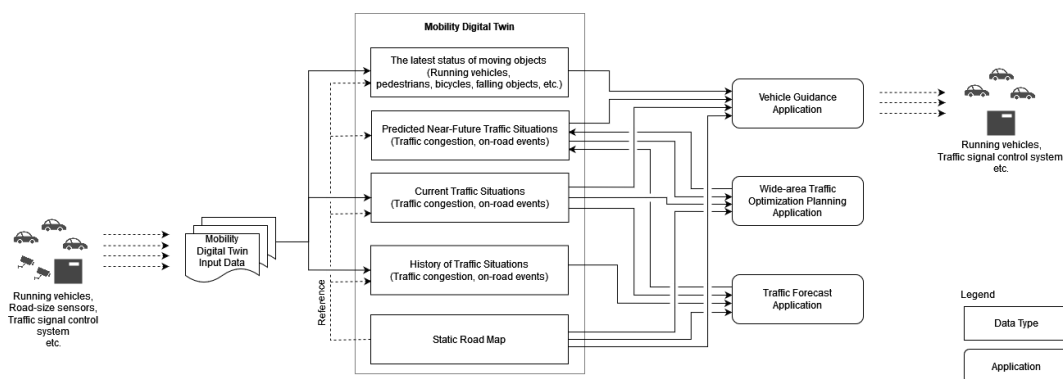 Mobility Digital Twin
The latest status of moving objects
(Running vehicles,
pedestrians, bicycles, falling objects, etc.)
Predicted Near-Future Traffic Situations
(Traffic congestion, on-road events)
Current Traffic Situations
(Traffic congestion, on-road events)
History of Traffic Situations
(Traffic congestion, on-road events)
Static Road Map
Reference
Mobility
Digital Twin
Input Data
Running vehicles,
Road-size sensors,
Traffic signal control
system
etc.
Vehicle Guidance
Application
Wide-area Traffic
Optimization Planning
Application
Traffic Forecast
Application
Running vehicles,
Traffic signal control system
etc.
Legend
Data Type
Application